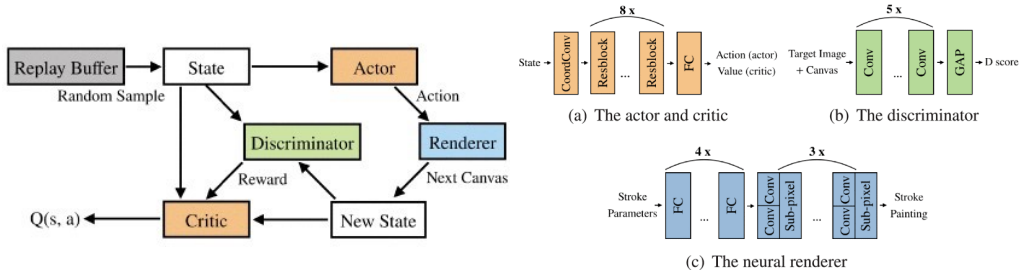 Replay Buffer
State
Actor
Random Sample
Action
Discriminator
Renderer
Reward
Next Canvas
Q(s, a)
Critic
New State
8 x
State
CoordConv
Resblock
...
Resblock
FC
Action (actor)
Value (critic)
(a) The actor and critic
5 x
Target Image
+ Canvas
Conv
...
Conv
GAP
D score
(b) The discriminator
4 x
3 x
Stroke
Parameters
FC
...
FC
Conv Conv
Sub-pixel
...
Conv Conv
Sub-pixel
Stroke
Painting
(c) The neural renderer